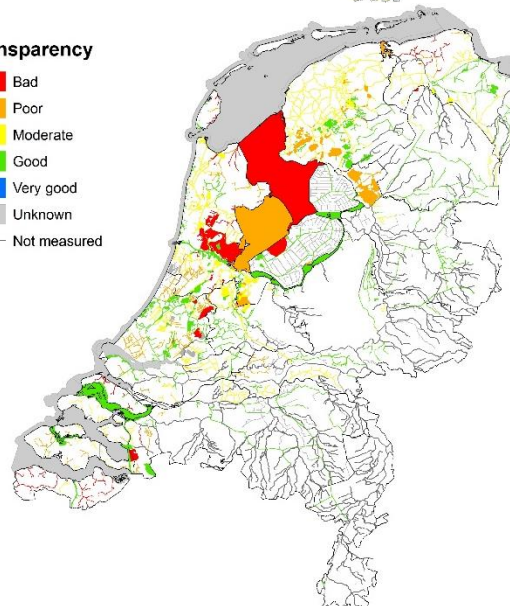 nsparency
Bad
Poor
Moderate
Good
Very good
Unknown
Not measured